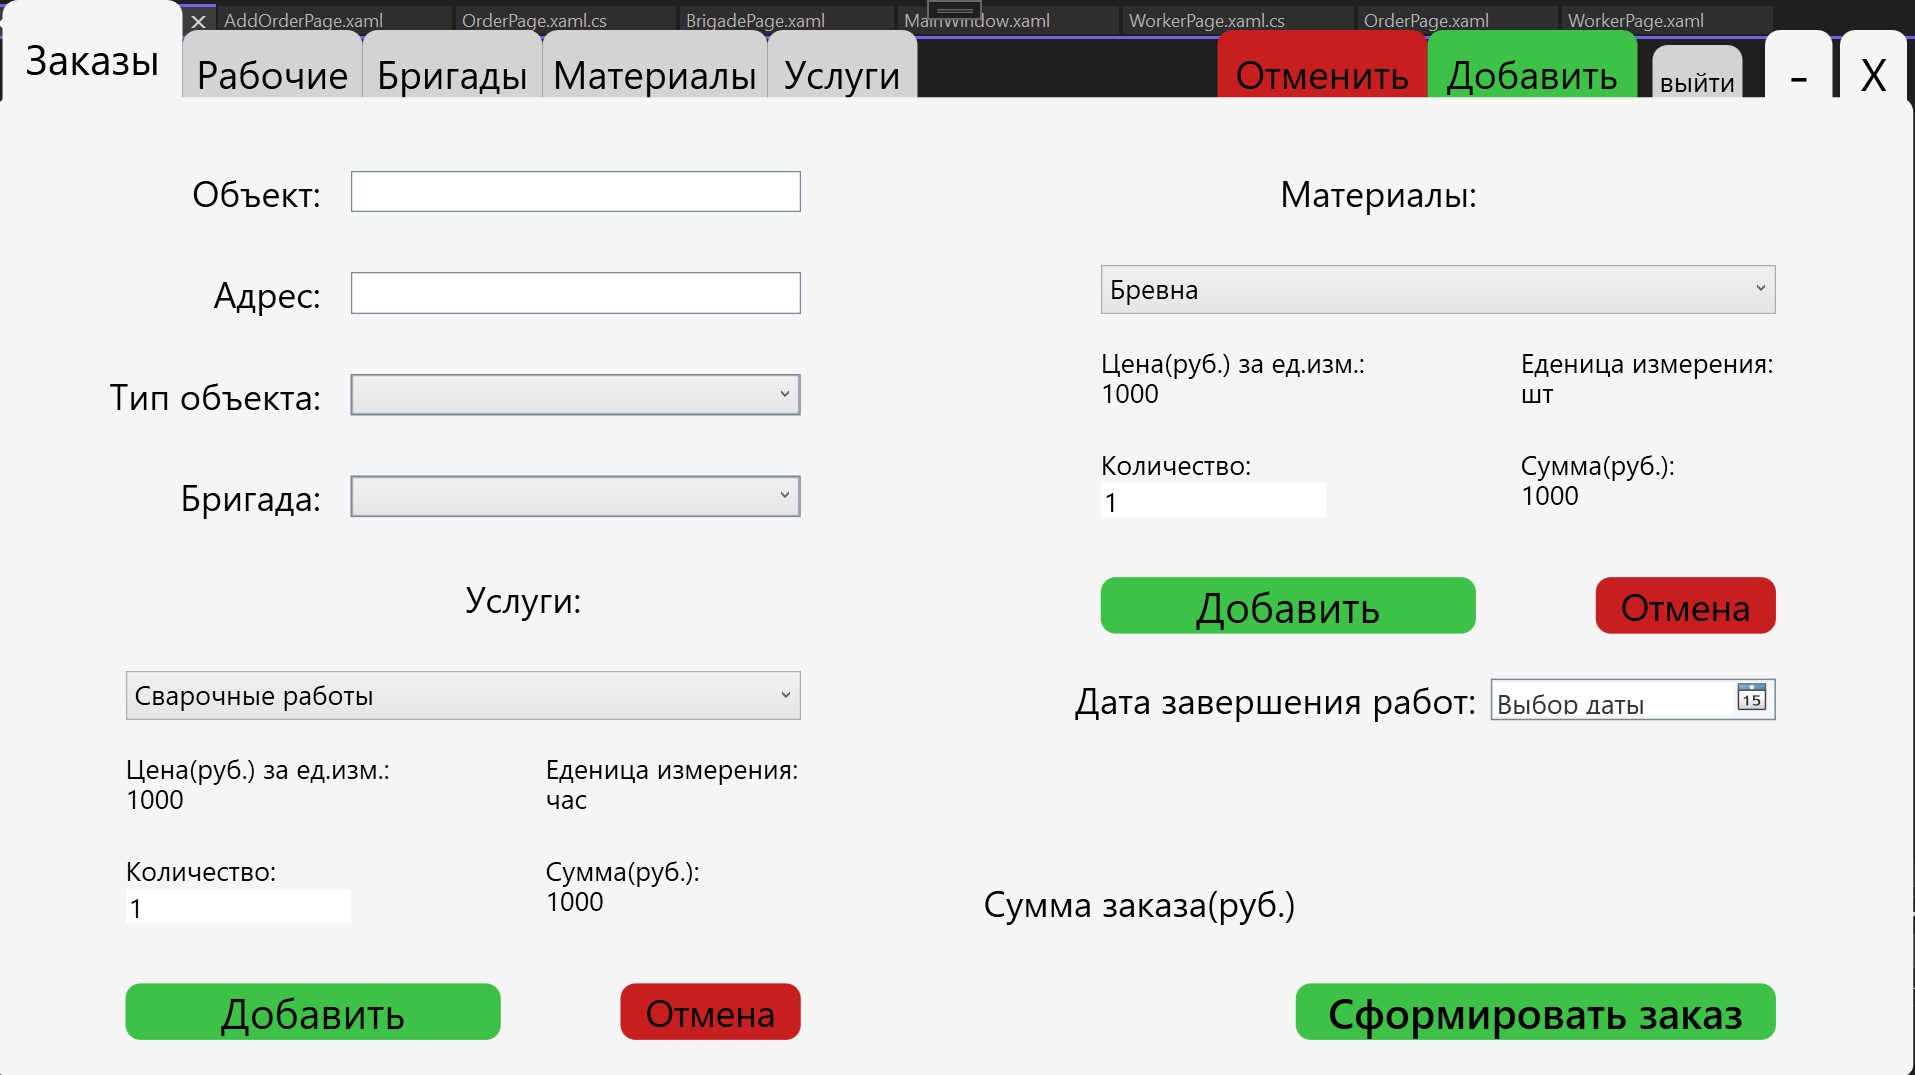 AddOrderPage.xaml OrderPage.xaml.cs BrigadePage.xaml MainWindow.xaml WorkerPage.xaml.cs OrderPage.xaml WorkerPage.xaml
Заказы Рабочие Бригады Материалы Услуги Отменить Добавить выйти - X
Объект:
Адрес:
Тип объекта:
Бригада:
Услуги:
Сварочные работы
Цена(руб.) за ед.изм.: Еденица измерения:
1000 час
Количество: Сумма(руб.):
1 1000
Добавить Отмена
Материалы:
Бревна
Цена(руб.) за ед.изм.: Еденица измерения:
1000 шт
Количество: Сумма(руб.):
1 1000
Добавить Отмена
Дата завершения работ: Выбор даты 15
Сумма заказа(руб.)
Сформировать заказ